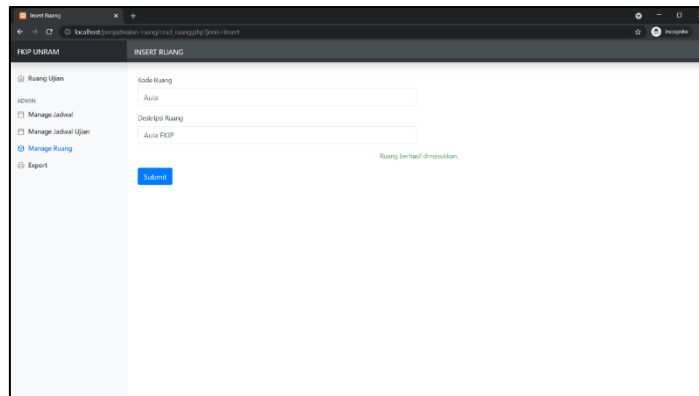 Insert Ruang
localhost/penjadwalan-ruang/crud_ruang.php?jenis=insert
Incognito
FKIP UNRAM
INSERT RUANG
Ruang Ujian
ADMIN
Manage Jadwal
Manage Jadwal Ujian
Manage Ruang
Export
Kode Ruang
Aula
Deskripsi Ruang
Aula FKIP
Ruang berhasil dimasukkan.
Submit